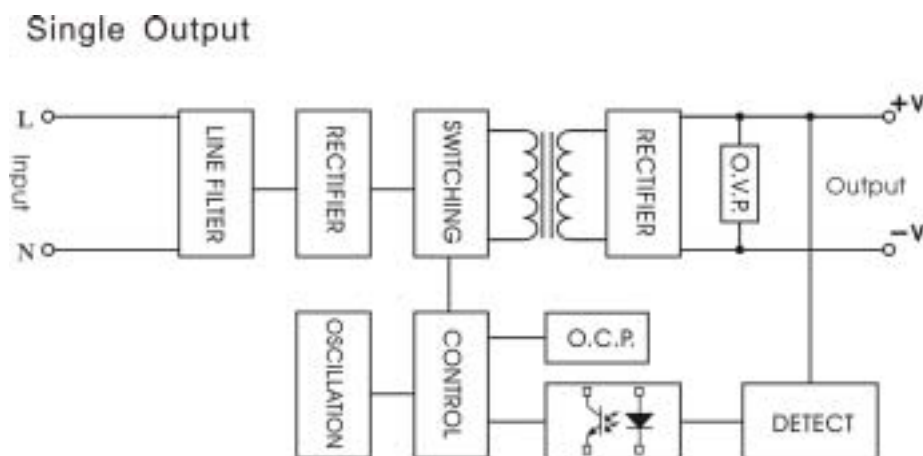 Single Output
L
Input
N
LINE FILTER
RECTIFIER
SWITCHING
RECTIFIER
O.V.P.
+V
Output
-V
OSCILLATION
CONTROL
O.C.P.
DETECT